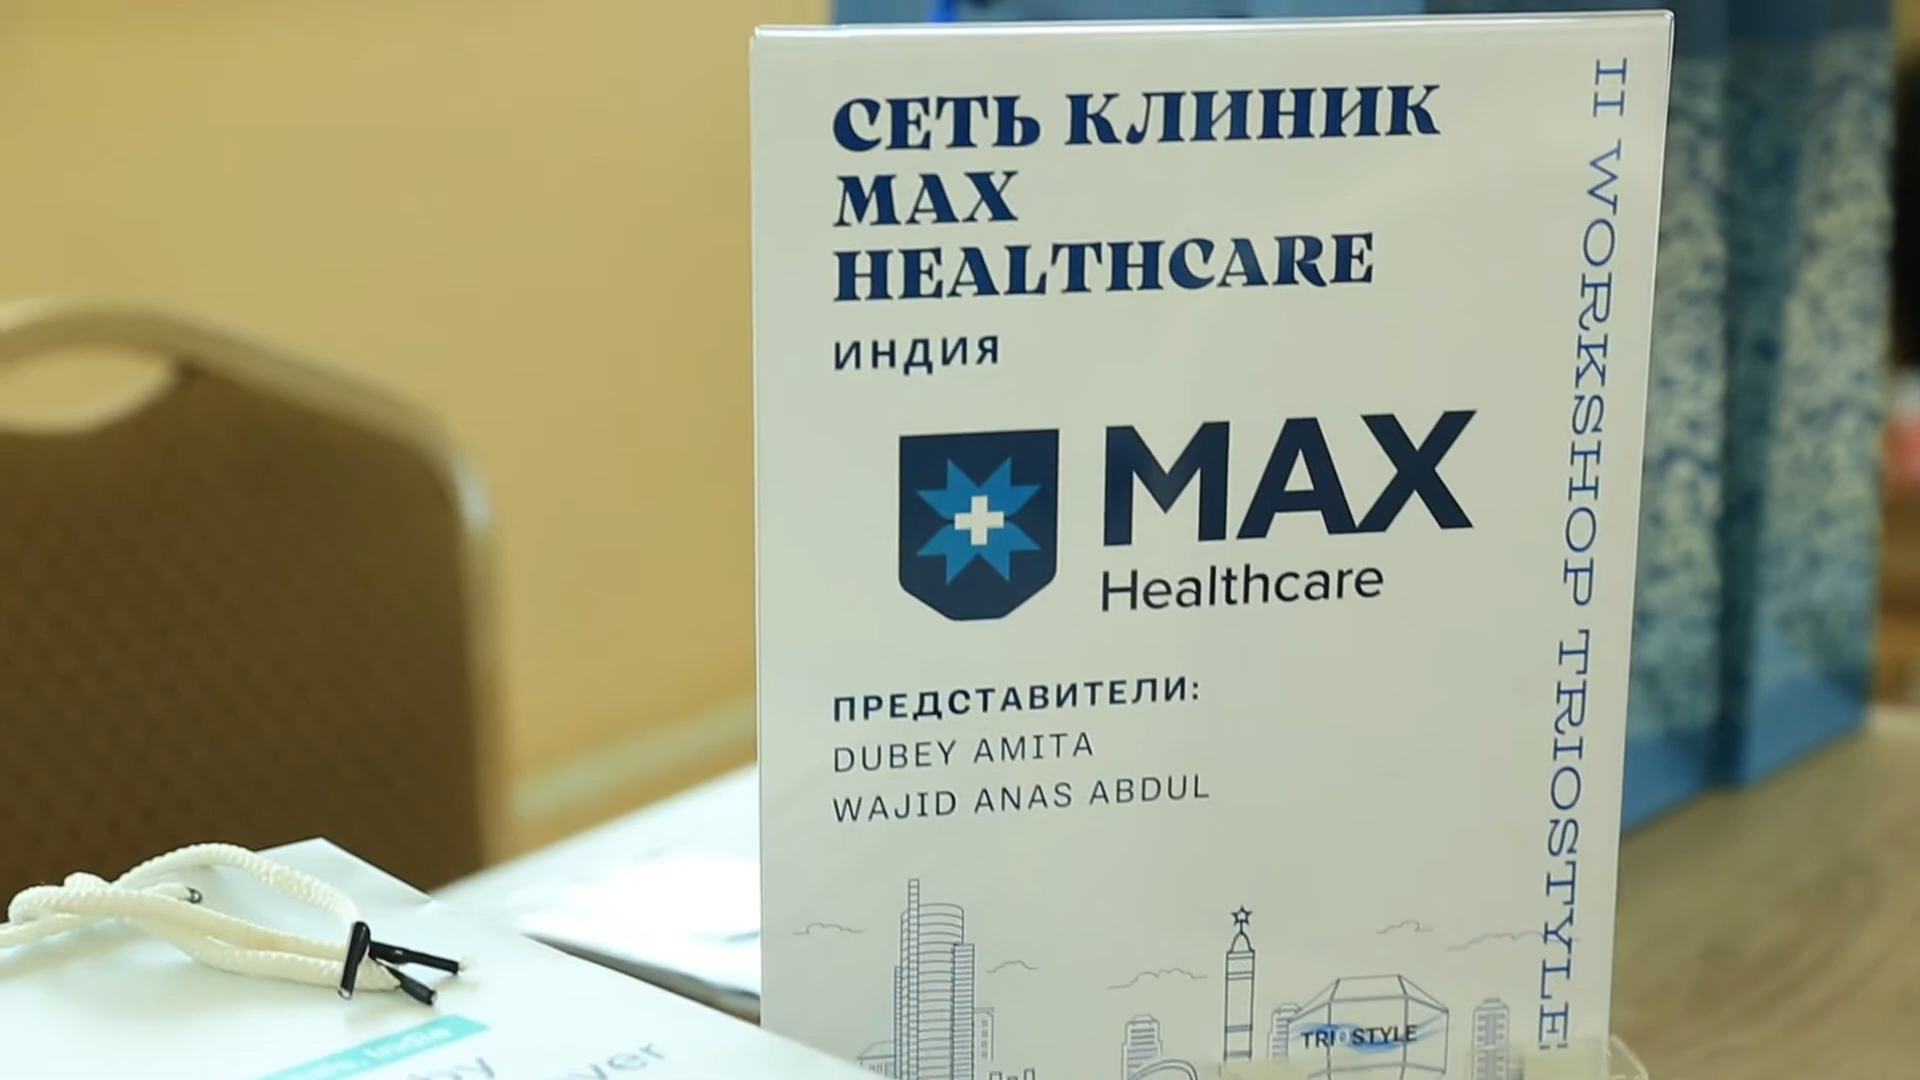 СЕТЬ КЛИНИК
MAX
HEALTHCARE
ИНДИЯ
MAX
Healthcare
ПРЕДСТАВИТЕЛИ:
DUBEY AMITA
WAJID ANAS ABDUL
TRIOSTYLE
II WORKSHOP TRIOSTYLE